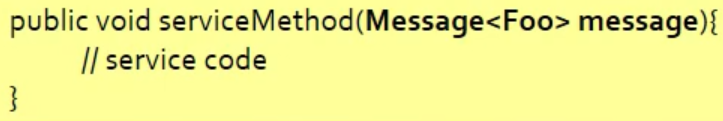 public void serviceMethod(Message<Foo> message){
// service code
}